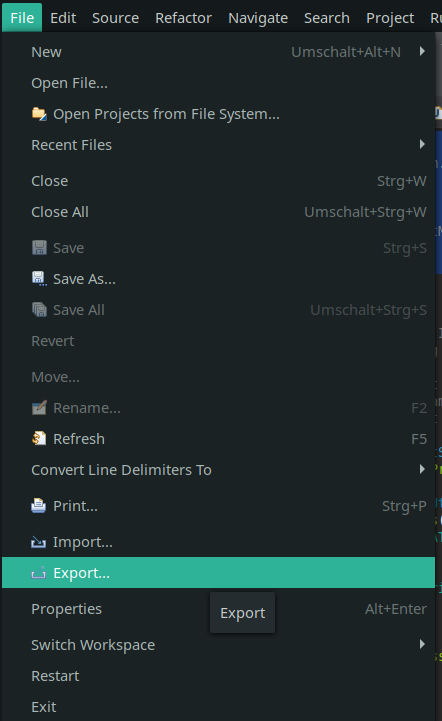 File Edit Source Refactor Navigate Search Project
New Umschalt+Alt+N
Open File...
Open Projects from File System...
Recent Files
Close Strg+W
Close All Umschalt+Strg+W
Save Strg+S
Save As...
Save All Umschalt+Strg+S
Revert
Move...
Rename... F2
Refresh F5
Convert Line Delimiters To
Print... Strg+P
Import...
Export...
Properties Alt+Enter
Export
Switch Workspace
Restart
Exit